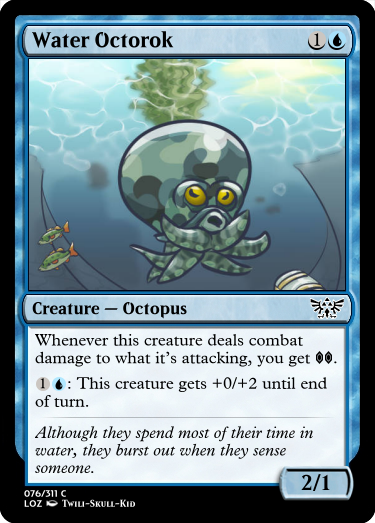 Water Octorok 1
Creature — Octopus
Whenever this creature deals combat
damage to what it's attacking, you get .
1 : This creature gets +0/+2 until end
of turn.
Although they spend most of their time in
water, they burst out when they sense
someone.
2/1
076/311 C
LOZ Twili-Skull-Kid